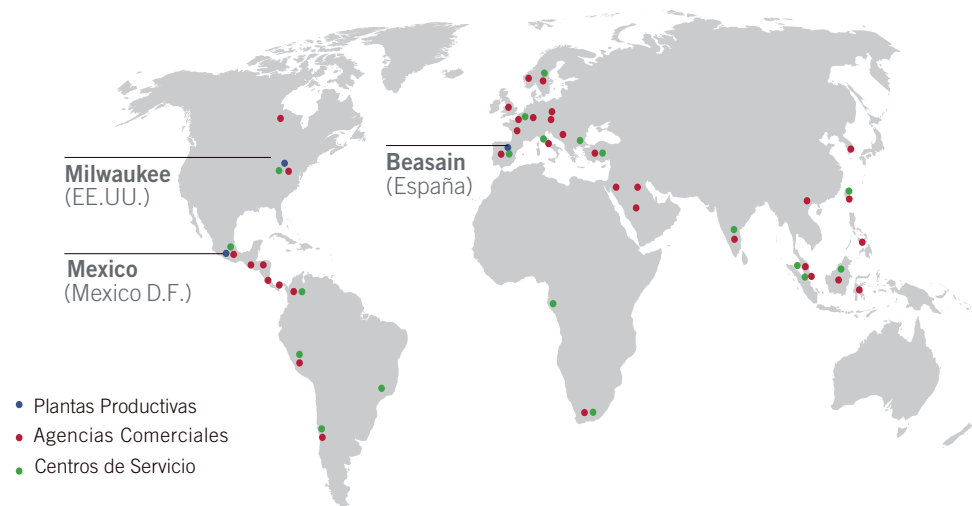 Milwaukee
(EE.UU.)
Beasain
(España)
Mexico
(Mexico D.F.)
Plantas Productivas
Agencias Comerciales
Centros de Servicio